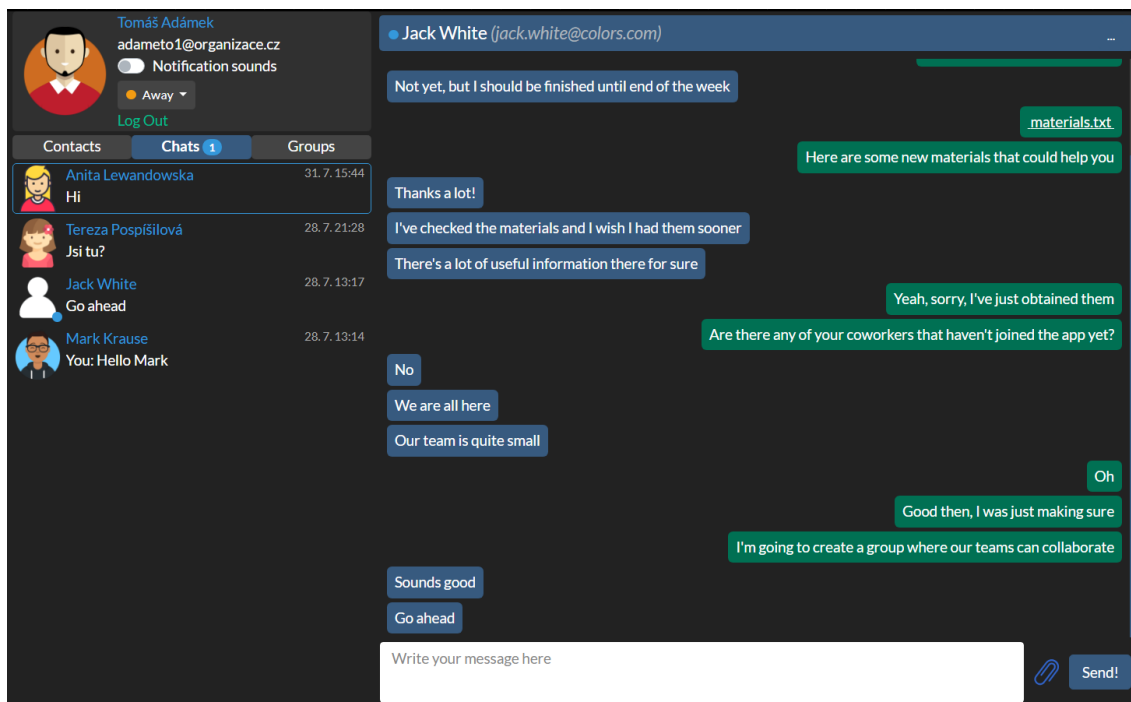 Tomáš Adámek
adameto1@organizace.cz
Notification sounds
Away
Log Out
Contacts
Chats 1
Groups
Anita Lewandowska 31. 7. 15:44
Hi
Tereza Pospíšilová 28. 7. 21:28
Jsi tu?
Jack White 28. 7. 13:17
Go ahead
Mark Krause 28. 7. 13:14
You: Hello Mark
Jack White (jack.white@colors.com) ...
Not yet, but I should be finished until end of the week
materials.txt
Here are some new materials that could help you
Thanks a lot!
I've checked the materials and I wish I had them sooner
There's a lot of useful information there for sure
Yeah, sorry, I've just obtained them
Are there any of your coworkers that haven't joined the app yet?
No
We are all here
Our team is quite small
Oh
Good then, I was just making sure
I'm going to create a group where our teams can collaborate
Sounds good
Go ahead
Write your message here
Send!